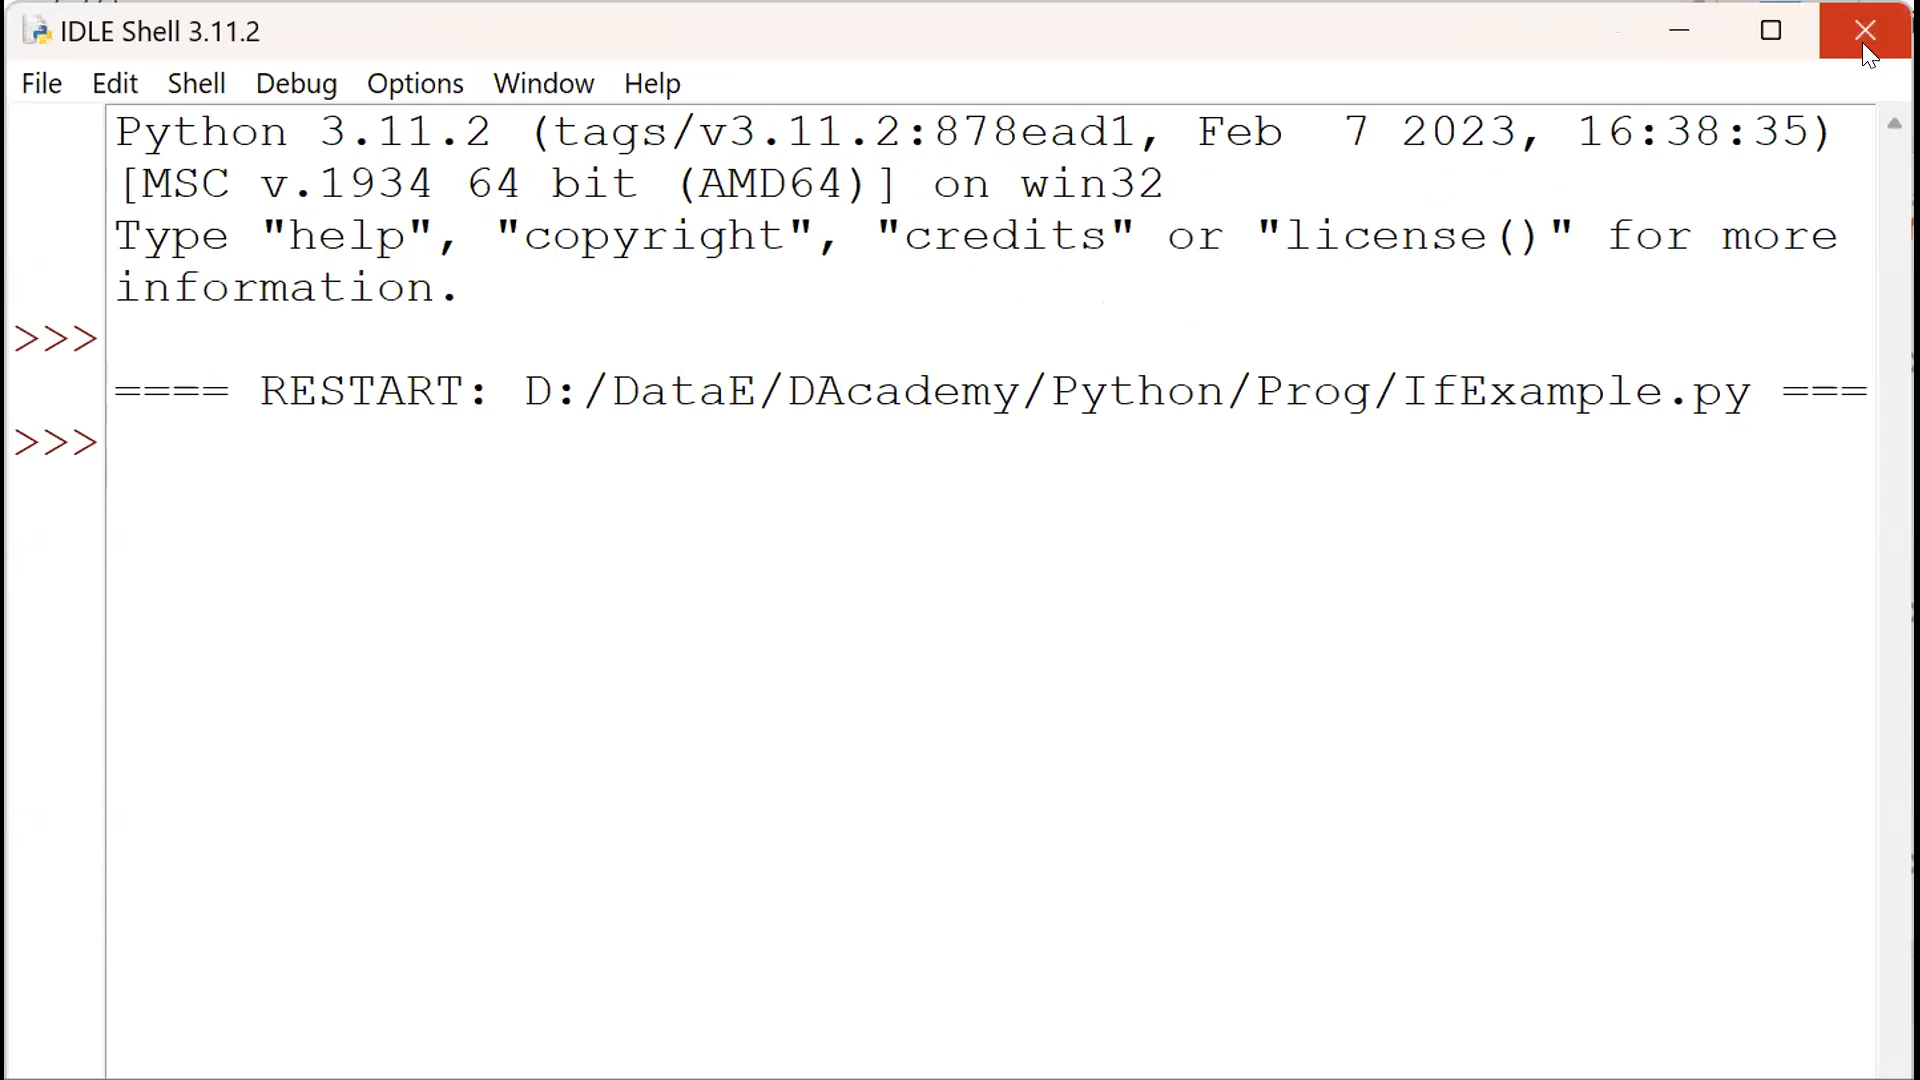 IDLE Shell 3.11.2
File Edit Shell Debug Options Window Help
Python 3.11.2 (tags/v3.11.2:878ead1, Feb  7 2023, 16:38:35)
[MSC v.1934 64 bit (AMD64)] on win32
Type "help", "copyright", "credits" or "license()" for more
information.
>>>
==== RESTART: D:/DataE/DAcademy/Python/Prog/IfExample.py ===
>>>